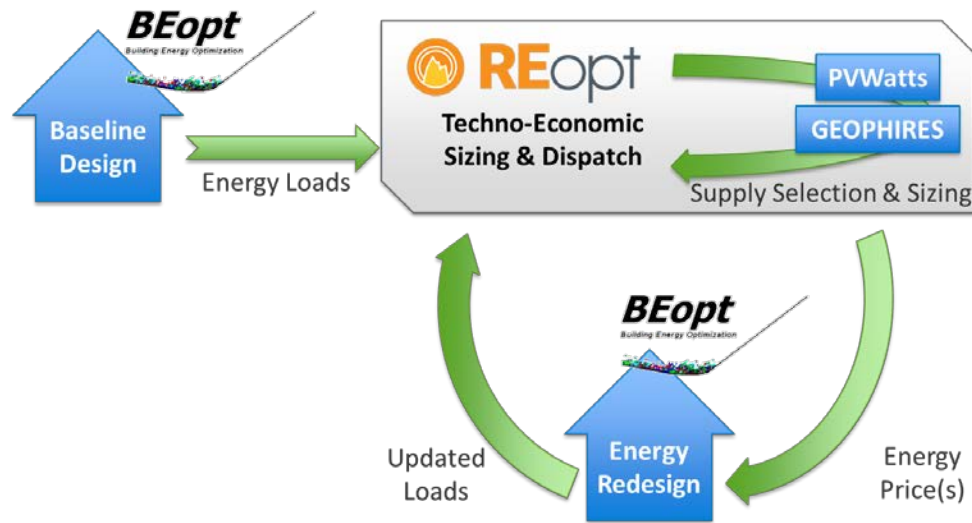 BEopt
Building Energy Optimization
Baseline
Design
Energy Loads
REopt
Techno-Economic
Sizing & Dispatch
PVWatts
GEOPHIRES
Supply Selection & Sizing
BEopt
Building Energy Optimization
Energy
Redesign
Updated
Loads
Energy
Price(s)